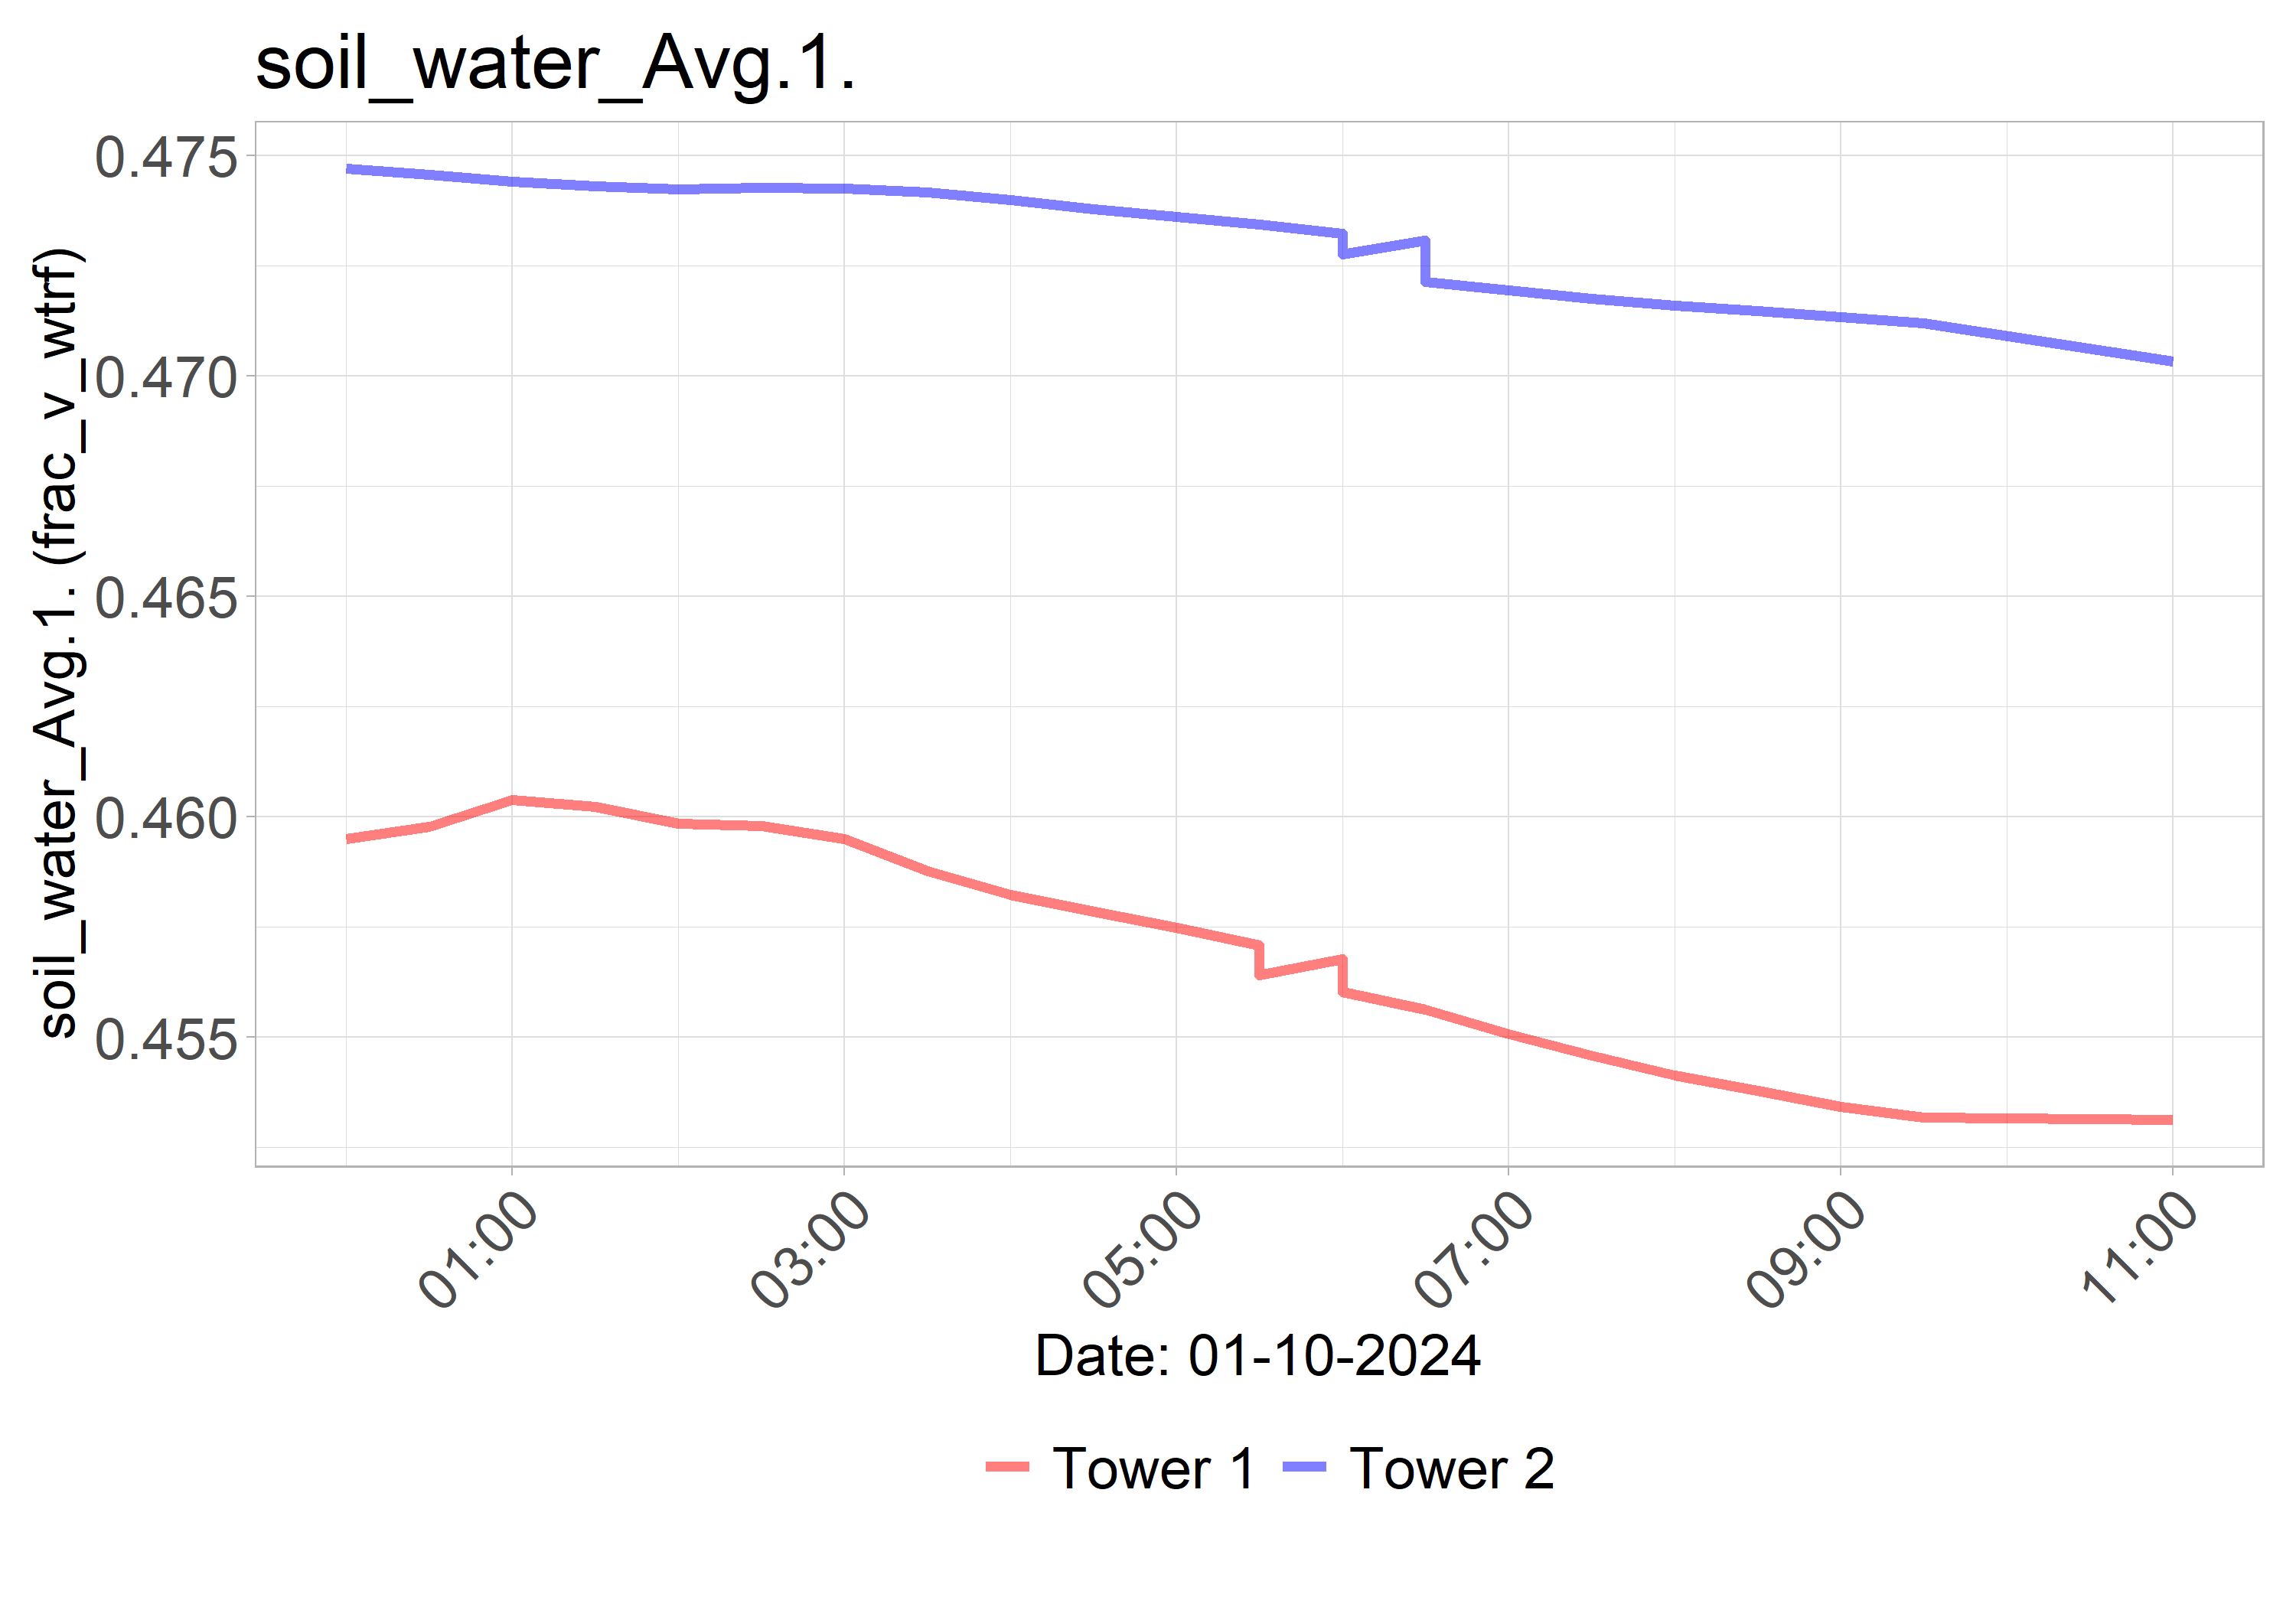 soil_water_Avg.1.
soil_water_Avg.1. (frac_v_wtrf)
0.475
0.470
0.465
0.460
0.455
01:00
03:00
05:00
07:00
09:00
11:00
Date: 01-10-2024
Tower 1
Tower 2